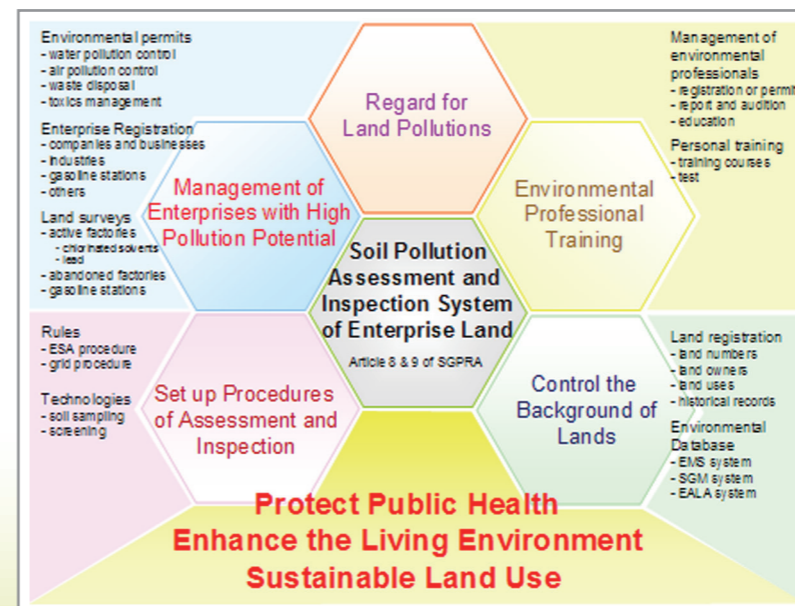 Environmental permits
- water pollution control
- air pollution control
- waste disposal
- toxics management
Enterprise Registration
- companies and businesses
- industries
- gasoline stations
- others
Land surveys
- active factories
- chlorinated solvents
- lead
- abandoned factories
- gasoline stations
Regard for
Land Pollutions
Management of
environmental
professionals
- registration or permit
- report and audition
- education
Personal training
- training courses
- test
Management of
Enterprises with High
Pollution Potential
Environmental
Professional
Training
Soil Pollution
Assessment and
Inspection System
of Enterprise Land
Article 8 & 9 of SGPRA
Rules
- ESA procedure
- grid procedure
Technologies
- soil sampling
- screening
Set up Procedures
of Assessment and
Inspection
Control the
Background of
Lands
Land registration
- land numbers
- land owners
- land uses
- historical records
Environmental
Database
- EMS system
- SGM system
- EALA system
Protect Public Health
Enhance the Living Environment
Sustainable Land Use